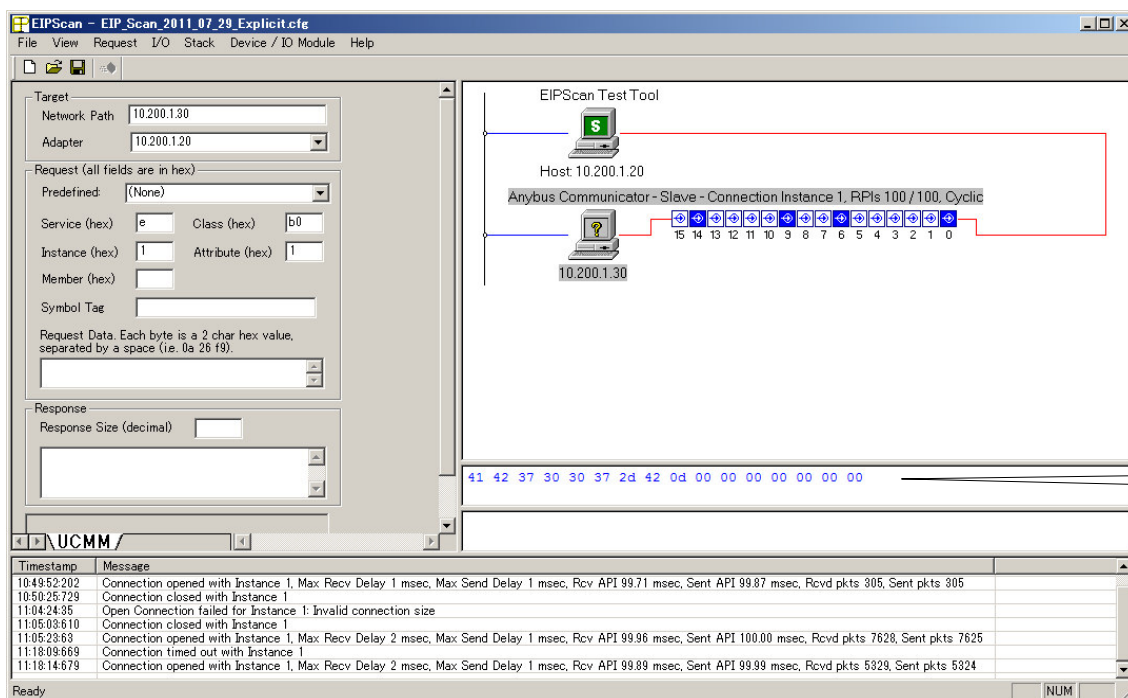 EIPScan - EIP_Scan_2011_07_29_Explicit.cfg
File View Request I/O Stack Device / IO Module Help
Target
Network Path 10.200.1.30
Adapter 10.200.1.20
Request (all fields are in hex)
Predefined: (None)
Service (hex) e Class (hex) b0
Instance (hex) 1 Attribute (hex) 1
Member (hex)
Symbol Tag
Request Data. Each byte is a 2 char hex value,
separated by a space (i.e. 0a 26 f9).
Response
Response Size (decimal)
UCMM
EIPScan Test Tool
S
Host: 10.200.1.20
Anybus Communicator - Slave - Connection Instance 1, RPIs 100 / 100, Cyclic
?
15 14 13 12 11 10 9 8 7 6 5 4 3 2 1 0
10.200.1.30
41 42 37 30 30 37 2d 42 0d 00 00 00 00 00 00 00
Timestamp Message
10:49:52:202 Connection opened with Instance 1, Max Recv Delay 1 msec, Max Send Delay 1 msec, Rcv API 99.71 msec, Sent API 99.87 msec, Rcvd pkts 305, Sent pkts 305
10:50:25:729 Connection closed with Instance 1
11:04:24:35 Open Connection failed for Instance 1: Invalid connection size
11:05:03:610 Connection closed with Instance 1
11:05:23:63 Connection opened with Instance 1, Max Recv Delay 2 msec, Max Send Delay 1 msec, Rcv API 99.96 msec, Sent API 100.00 msec, Rcvd pkts 7628, Sent pkts 7625
11:18:09:669 Connection timed out with Instance 1
11:18:14:679 Connection opened with Instance 1, Max Recv Delay 2 msec, Max Send Delay 1 msec, Rcv API 99.89 msec, Sent API 99.99 msec, Rcvd pkts 5329, Sent pkts 5324
Ready NUM